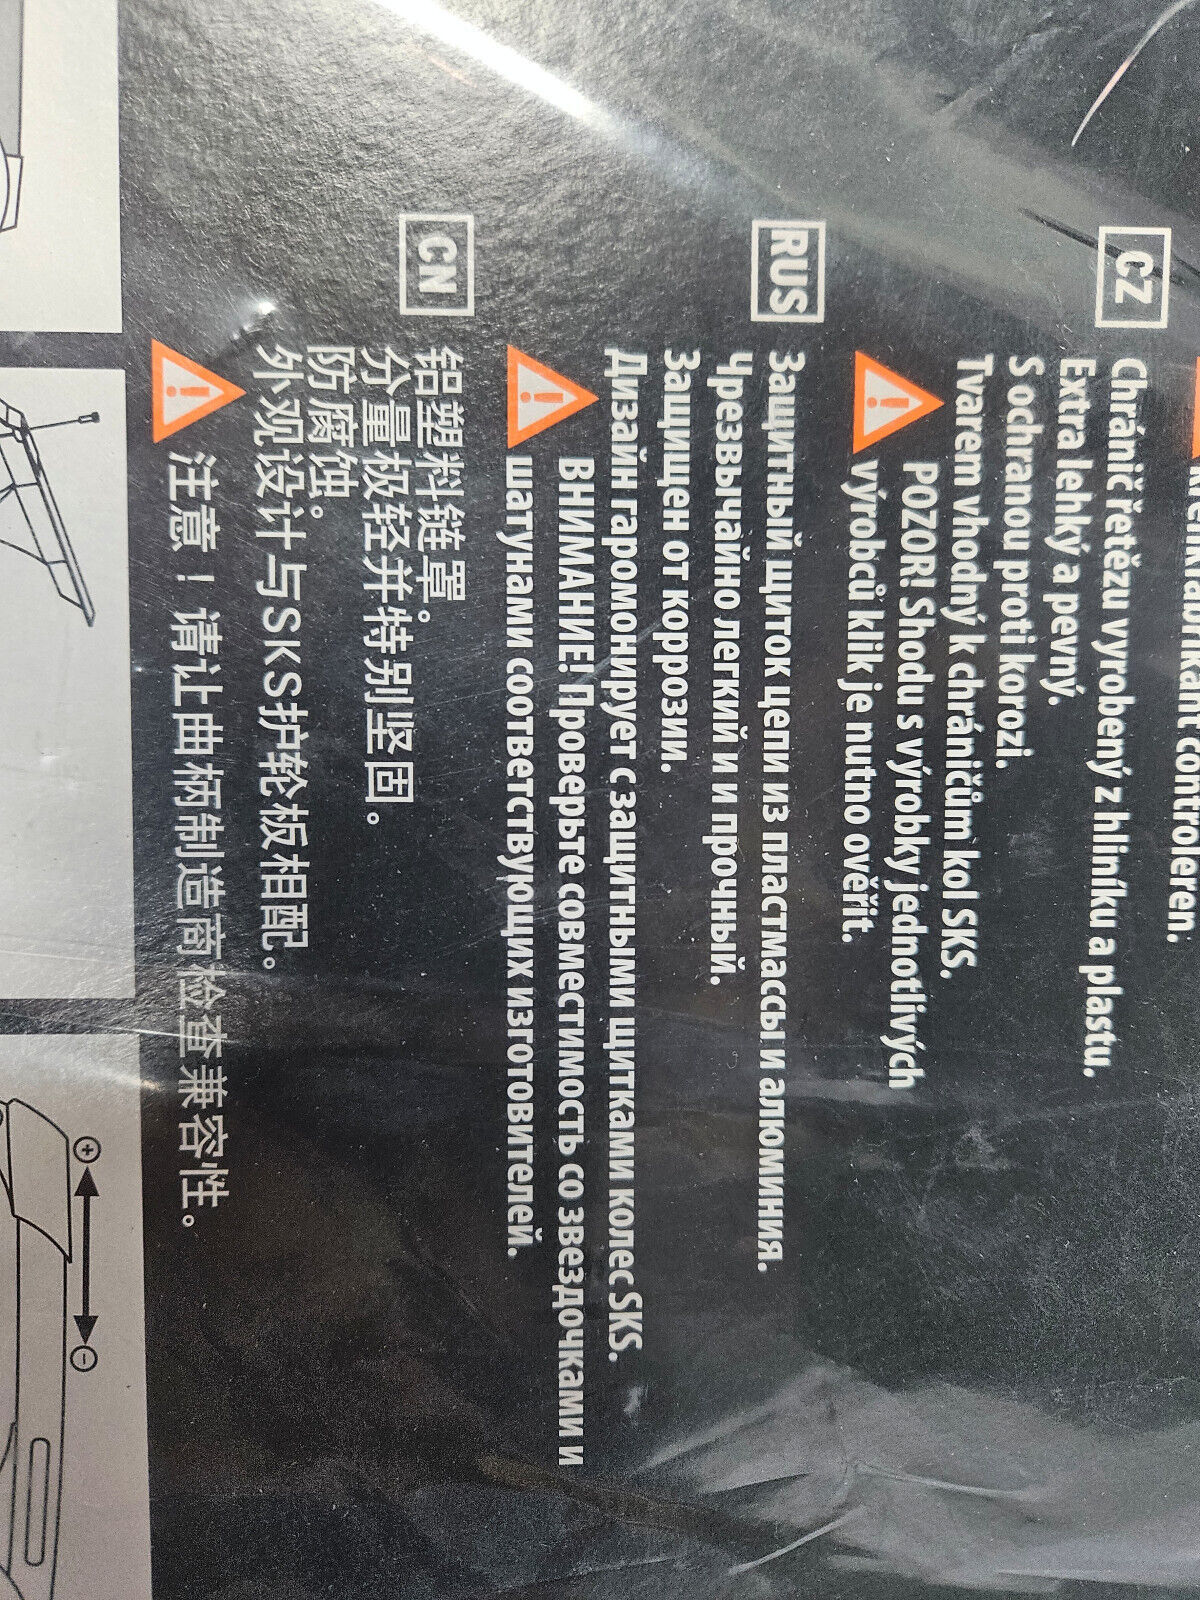 kant controleren.
CZ
Chránič řetězu vyrobený z hliníku a plastu.
Extra lehký a pevný.
S ochranou proti korozi.
Tvarem vhodný k chráničům kol SKS.
POZOR! Shodu s výrobky jednotlivých
výrobců klik je nutno ověřit.
RUS
Защитный щиток цепи из пластмассы и алюминия.
Чрезвычайно легкий и прочный.
Защищен от коррозии.
Дизайн гармонирует с защитными щитками колес SKS.
ВНИМАНИЕ! Проверьте совместимость со звездочками и
шатунами соответствующих изготовителей.
CN
铝塑料链罩。
分量极轻并特别坚固。
防腐蚀。
外观设计与SKS护轮板相配。
注意！请让曲柄制造商检查兼容性。
+
-